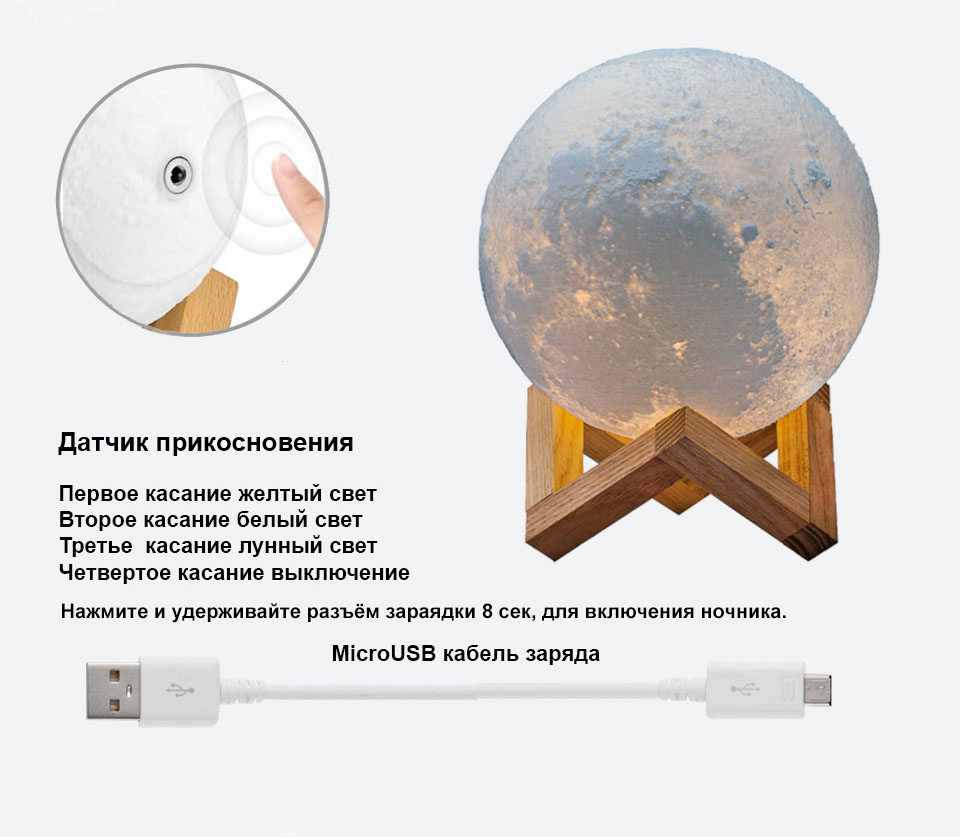 Датчик прикосновения
Первое касание желтый свет
Второе касание белый свет
Третье  касание лунный свет
Четвертое касание выключение
Нажмите и удерживайте разъём зараядки 8 сек, для включения ночника.
MicroUSB кабель заряда